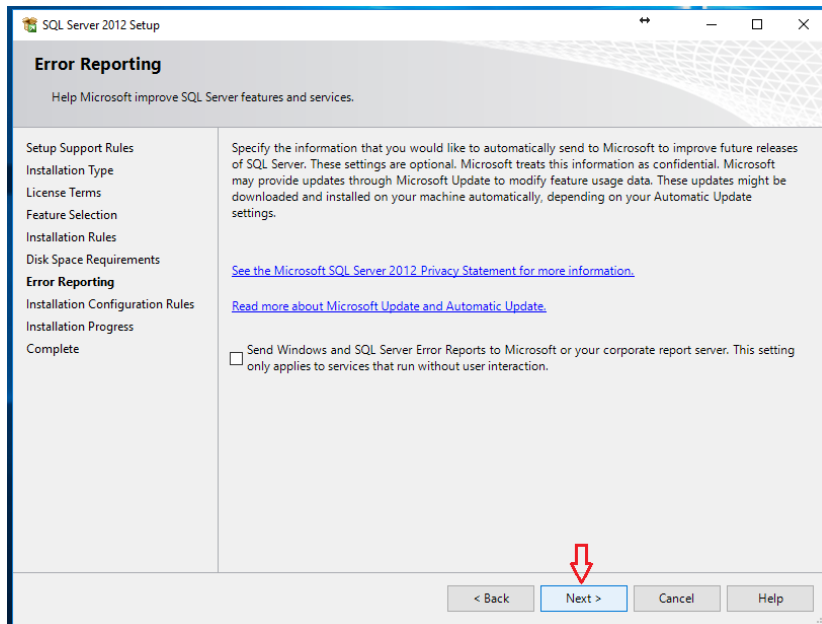 SQL Server 2012 Setup
Error Reporting
Help Microsoft improve SQL Server features and services.
Setup Support Rules
Installation Type
License Terms
Feature Selection
Installation Rules
Disk Space Requirements
Error Reporting
Installation Configuration Rules
Installation Progress
Complete
Specify the information that you would like to automatically send to Microsoft to improve future releases
of SQL Server. These settings are optional. Microsoft treats this information as confidential. Microsoft
may provide updates through Microsoft Update to modify feature usage data. These updates might be
downloaded and installed on your machine automatically, depending on your Automatic Update
settings.
See the Microsoft SQL Server 2012 Privacy Statement for more information.
Read more about Microsoft Update and Automatic Update.
Send Windows and SQL Server Error Reports to Microsoft or your corporate report server. This setting
only applies to services that run without user interaction.
< Back
Next >
Cancel
Help